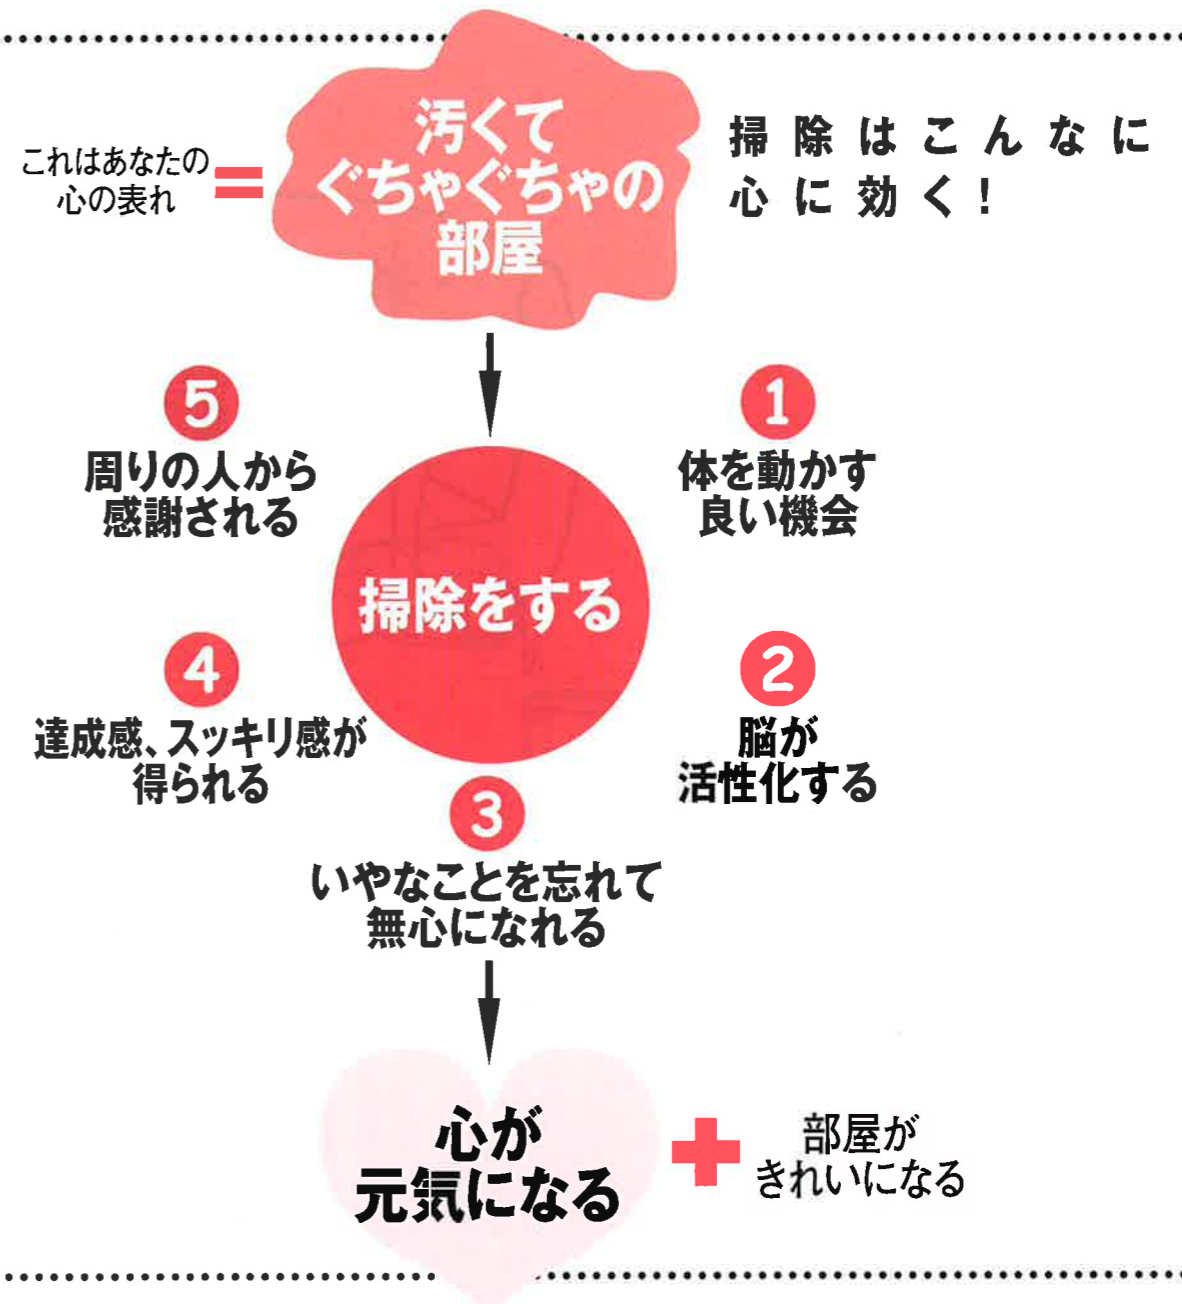 掃除はこんなに
心に効く!
汚くて
ぐちゃぐちゃの
部屋
=
これはあなたの
心の表れ
掃除をする
1
体を動かす
良い機会
2
脳が
活性化する
3
いやなことを忘れて
無心になれる
4
達成感、スッキリ感が
得られる
5
周りの人から
感謝される
心が
元気になる
+
部屋が
きれいになる